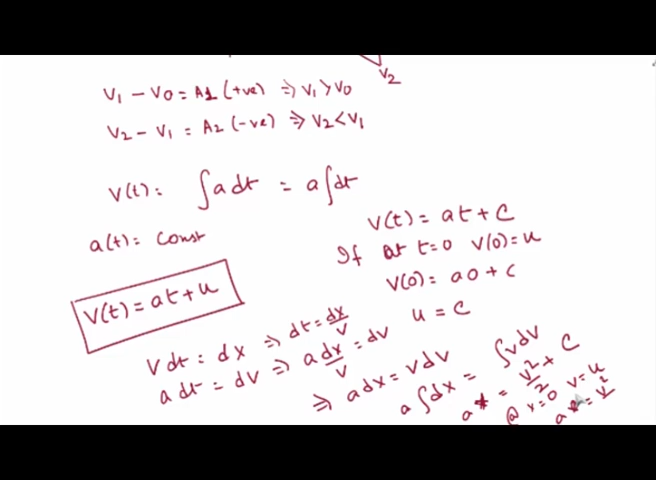 V2
V1 - V0 = A1 (+ve) ⇒ V1 > V0
V2 - V1 = A2 (-ve) ⇒ V2 < V1
V(t) : ∫ a dt = a ∫ dt
a(t) : Const
V(t) = at + C
If at t=0 V(0) = u
V(0) = a0 + C
u = C
V(t) = at + u
V dt = dx ⇒ dt = dx/V
a dt = dV ⇒ a dx/V = dV
⇒ a dx = V dV
a ∫ dx = ∫ V dV
= V²/2 + C
@ x=0 V=u
= V²